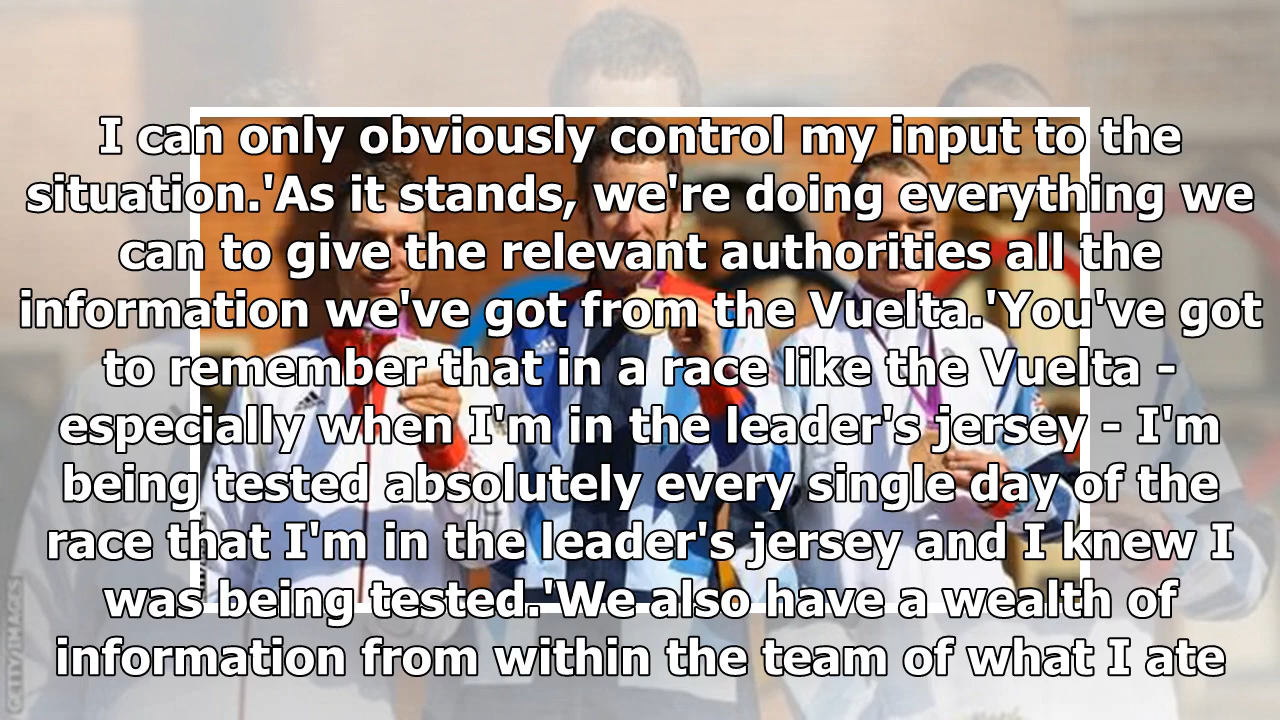 I can only obviously control my input to the
situation.'As it stands, we're doing everything we
can to give the relevant authorities all the
information we've got from the Vuelta.'You've got
to remember that in a race like the Vuelta -
especially when I'm in the leader's jersey - I'm
being tested absolutely every single day of the
race that I'm in the leader's jersey and I knew I
was being tested.'We also have a wealth of
information from within the team of what I ate
GETTY IMAGES
adidas